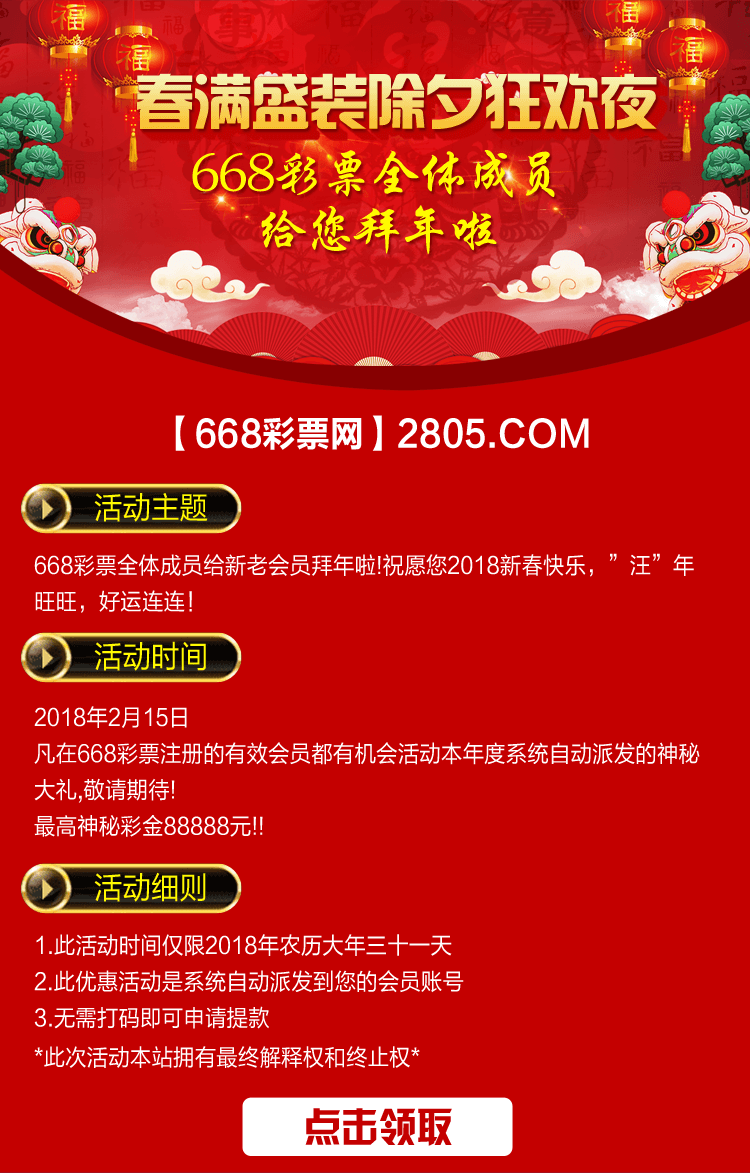 福
福
福
福
春满盛装除夕狂欢夜
668彩票全体成员
给您拜年啦
【668彩票网】2805.COM
活动主题
668彩票全体成员给新老会员拜年啦!祝愿您2018新春快乐，”汪”年
旺旺，好运连连！
活动时间
2018年2月15日
凡在668彩票注册的有效会员都有机会活动本年度系统自动派发的神秘
大礼,敬请期待!
最高神秘彩金88888元!!
活动细则
1.此活动时间仅限2018年农历大年三十一天
2.此优惠活动是系统自动派发到您的会员账号
3.无需打码即可申请提款
*此次活动本站拥有最终解释权和终止权*
点击领取